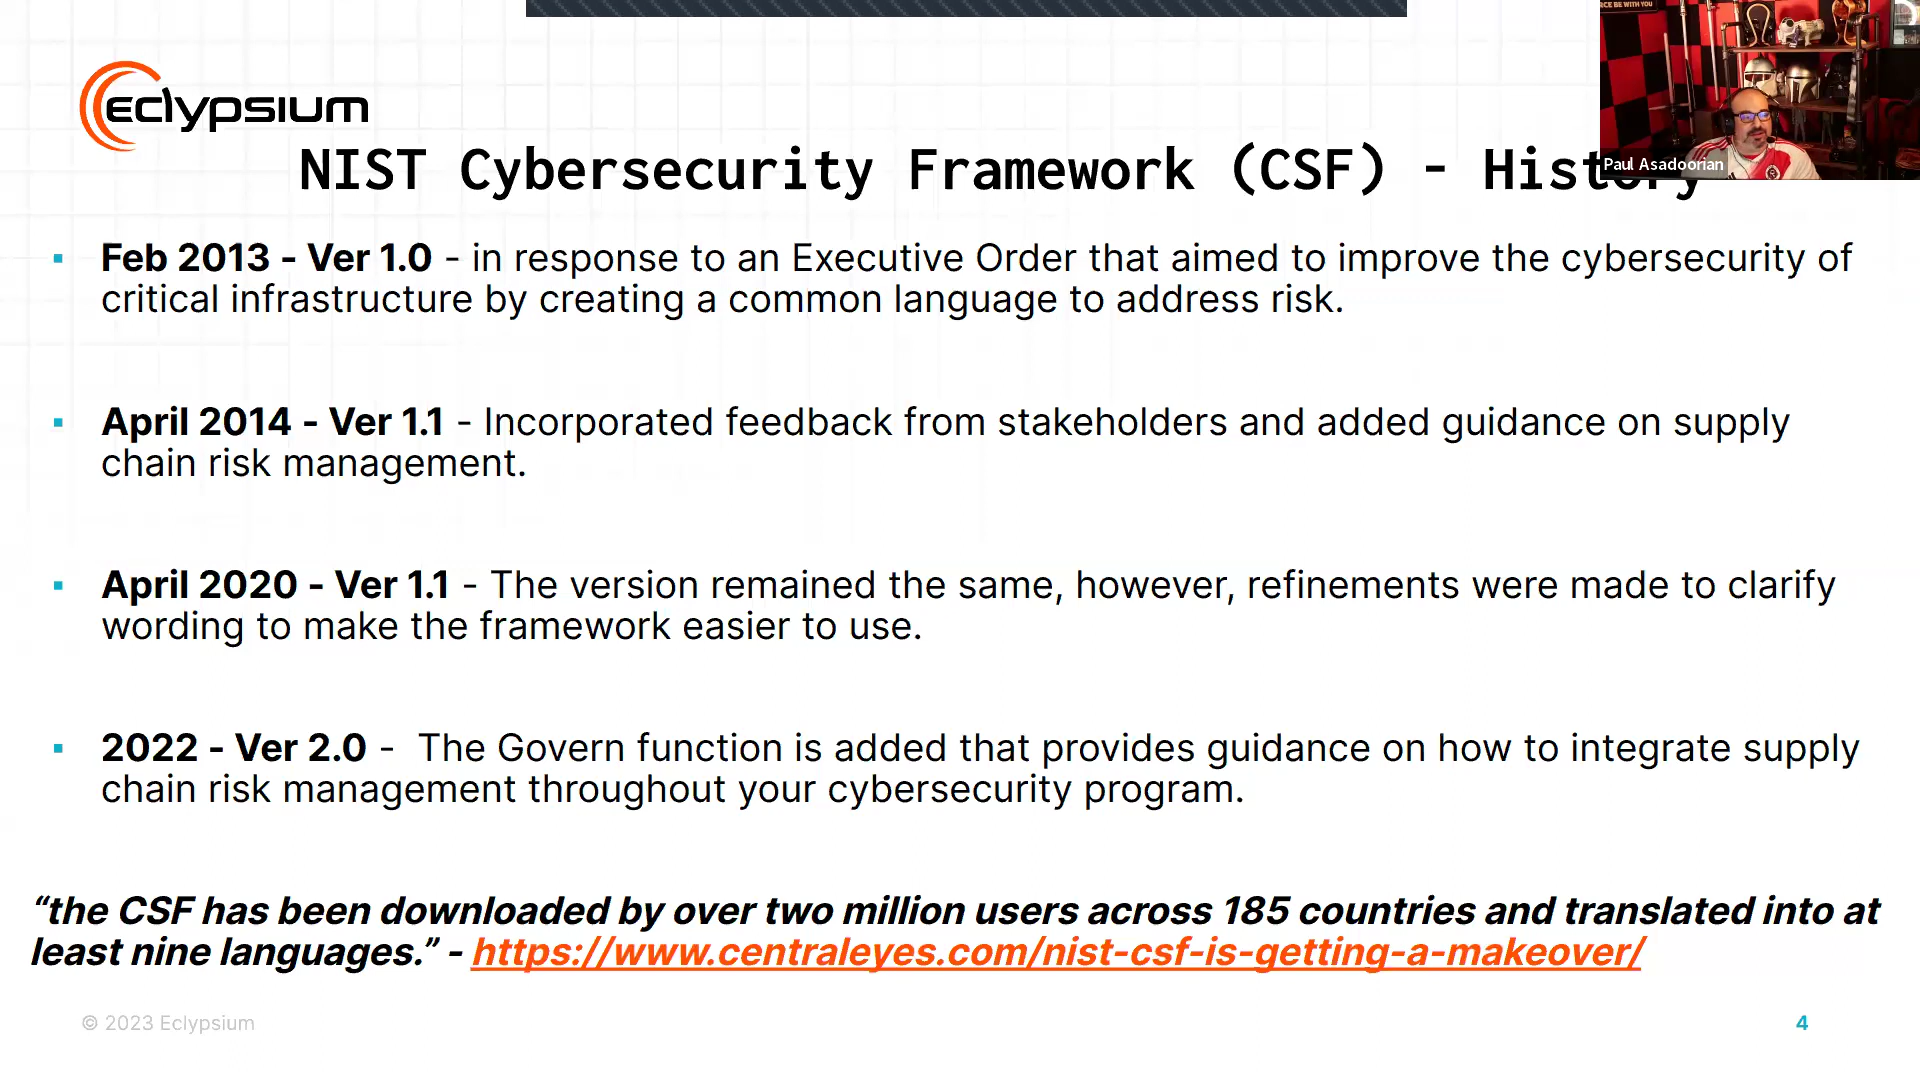 RCE BE WITH YOU
Eclypsium
NIST Cybersecurity Framework (CSF) - History
Paul Asadoorian
▪ Feb 2013 - Ver 1.0 - in response to an Executive Order that aimed to improve the cybersecurity of
critical infrastructure by creating a common language to address risk.
▪ April 2014 - Ver 1.1 - Incorporated feedback from stakeholders and added guidance on supply
chain risk management.
▪ April 2020 - Ver 1.1 - The version remained the same, however, refinements were made to clarify
wording to make the framework easier to use.
▪ 2022 - Ver 2.0 -  The Govern function is added that provides guidance on how to integrate supply
chain risk management throughout your cybersecurity program.
“the CSF has been downloaded by over two million users across 185 countries and translated into at
least nine languages.” - https://www.centraleyes.com/nist-csf-is-getting-a-makeover/
© 2023 Eclypsium
4